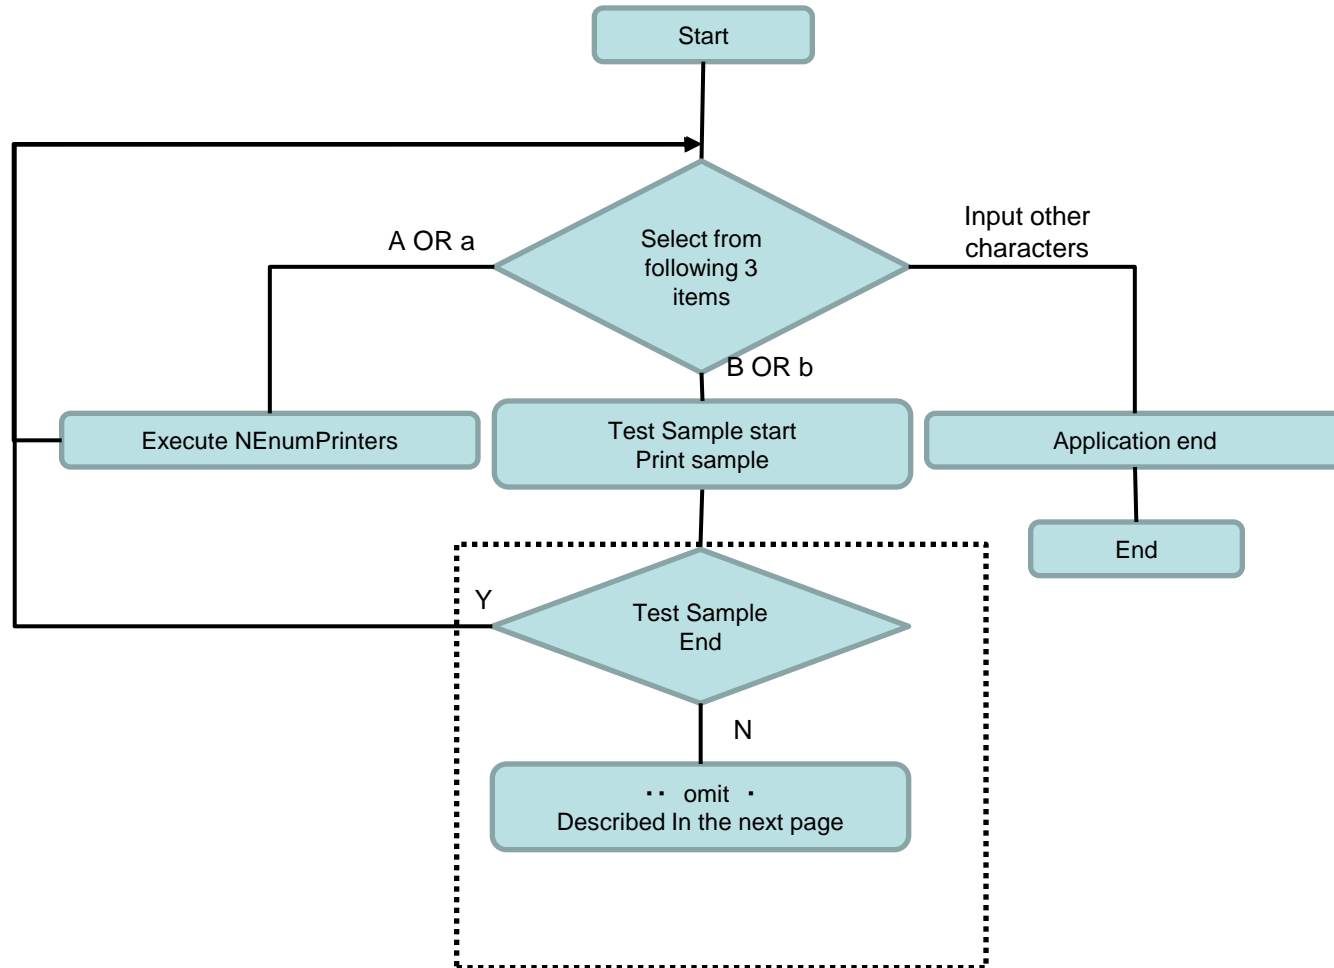 Start
A OR a
Select from
following 3
items
Input other
characters
B OR b
Execute NEnumPrinters
Test Sample start
Print sample
Application end
End
Y
Test Sample
End
N
·· omit ·
Described In the next page